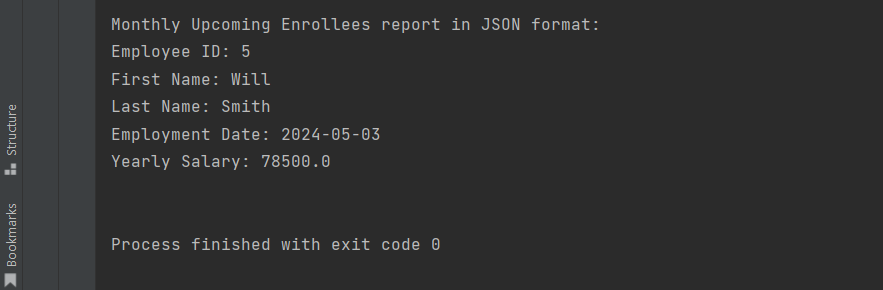 Monthly Upcoming Enrollees report in JSON format:
Employee ID: 5
First Name: Will
Last Name: Smith
Employment Date: 2024-05-03
Yearly Salary: 78500.0
Process finished with exit code 0
Structure
Bookmarks